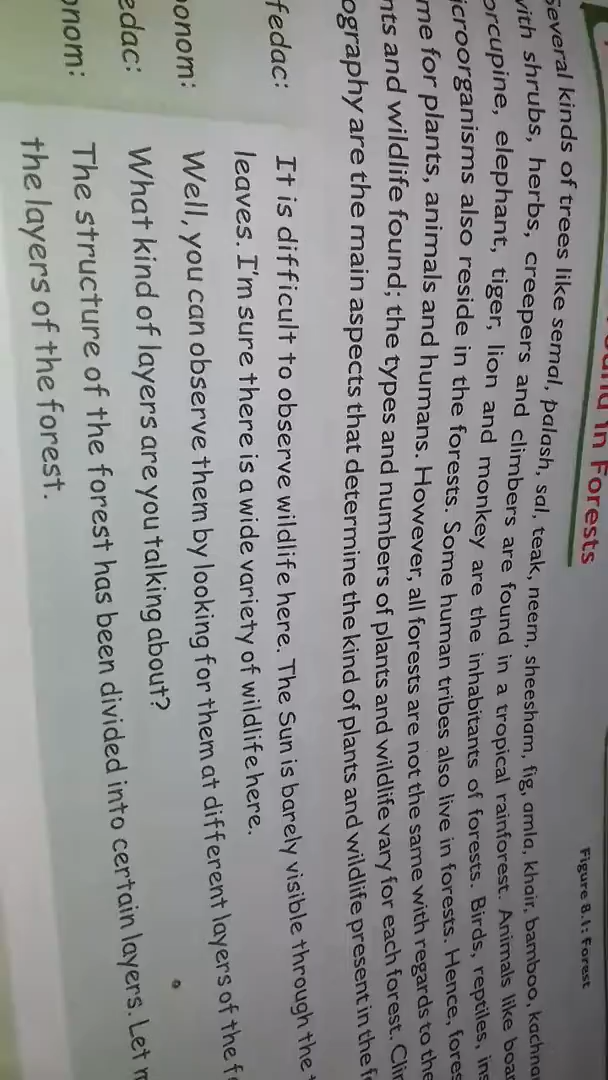 in Forests
Figure 8.1: Forest
Several kinds of trees like semal, palash, sal, teak, neem, sheesham, fig, amla, khair, bamboo,
with shrubs, herbs, creepers and climbers are found in a tropical rainforest. Animals like
porcupine, elephant, tiger, lion and monkey are the inhabitants of forests. Birds, reptiles,
microorganisms also reside in the forests. Some human tribes also live in forests. Hence,
me for plants, animals and humans. However, all forests are not the same with regards to the
nts and wildlife found; the types and numbers of plants and wildlife vary for each forest.
ography are the main aspects that determine the kind of plants and wildlife present in the
fedac: It is difficult to observe wildlife here. The Sun is barely visible through the
leaves. I'm sure there is a wide variety of wildlife here.
onom: Well, you can observe them by looking for them at different layers of the
edac: What kind of layers are you talking about?
onom: The structure of the forest has been divided into certain layers. Let
the layers of the forest.